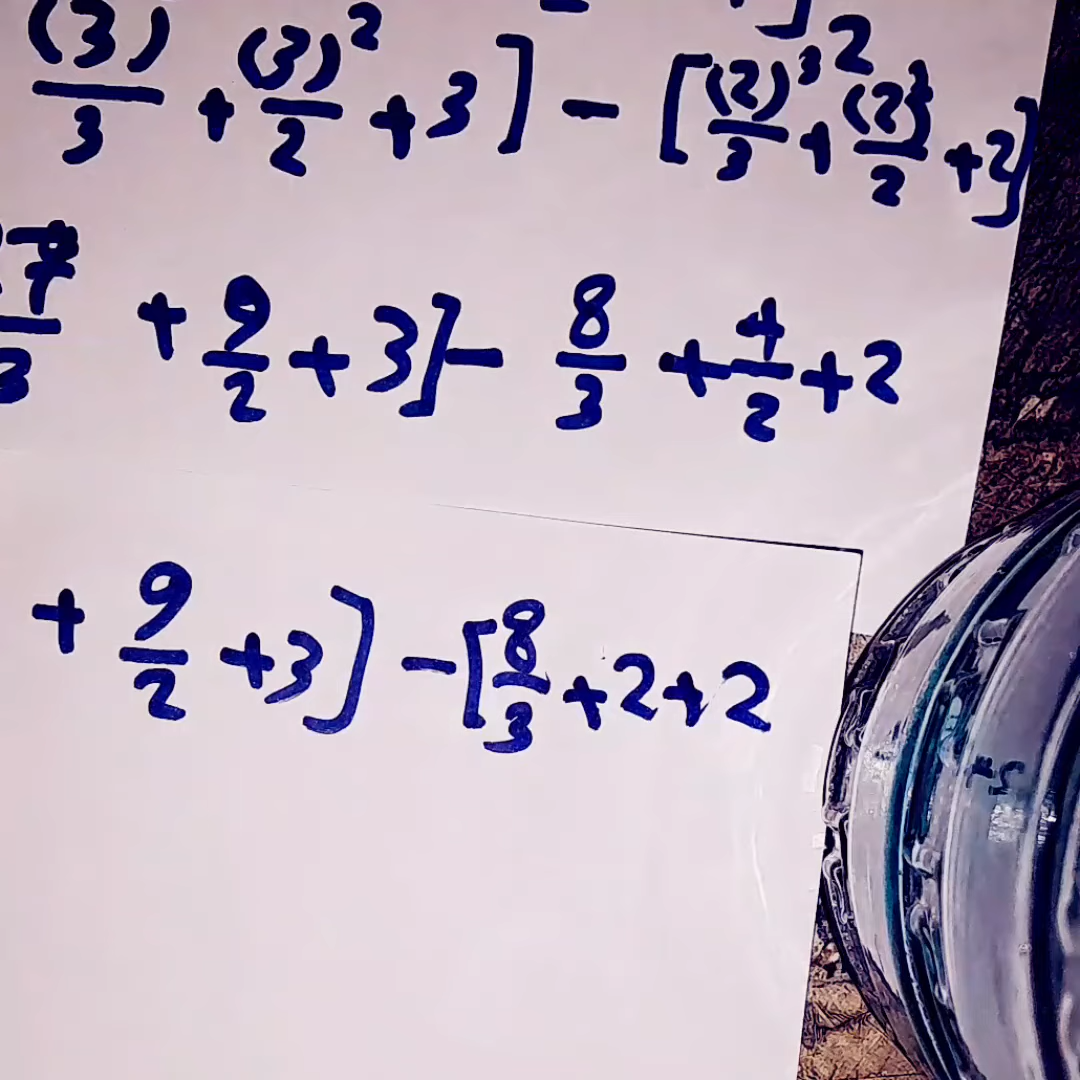 (3)/3 + (3)²/2 + 3] - [(2)³/3 + (2)²/2 + 2]
7/3 + 9/2 + 3] - 8/3 + 4/2 + 2
+ 9/2 + 3] - [8/3 + 2 + 2